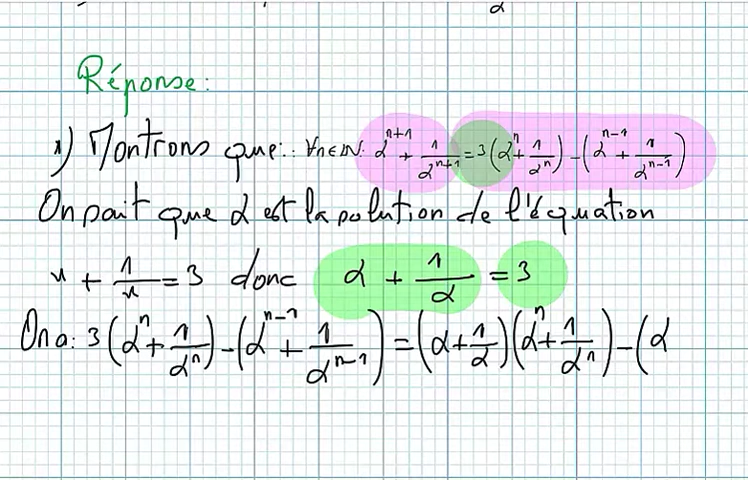 α
Réponse:
1) Montrons que: ∀n∈ℕ: α^{n+1} + 1/α^{n+1} = 3(α^n + 1/α^n) - (α^{n-1} + 1/α^{n-1})
On sait que α est la solution de l'équation
x + 1/x = 3 donc α + 1/α = 3
On a: 3(α^n + 1/α^n) - (α^{n-1} + 1/α^{n-1}) = (α + 1/α)(α^n + 1/α^n) - (α